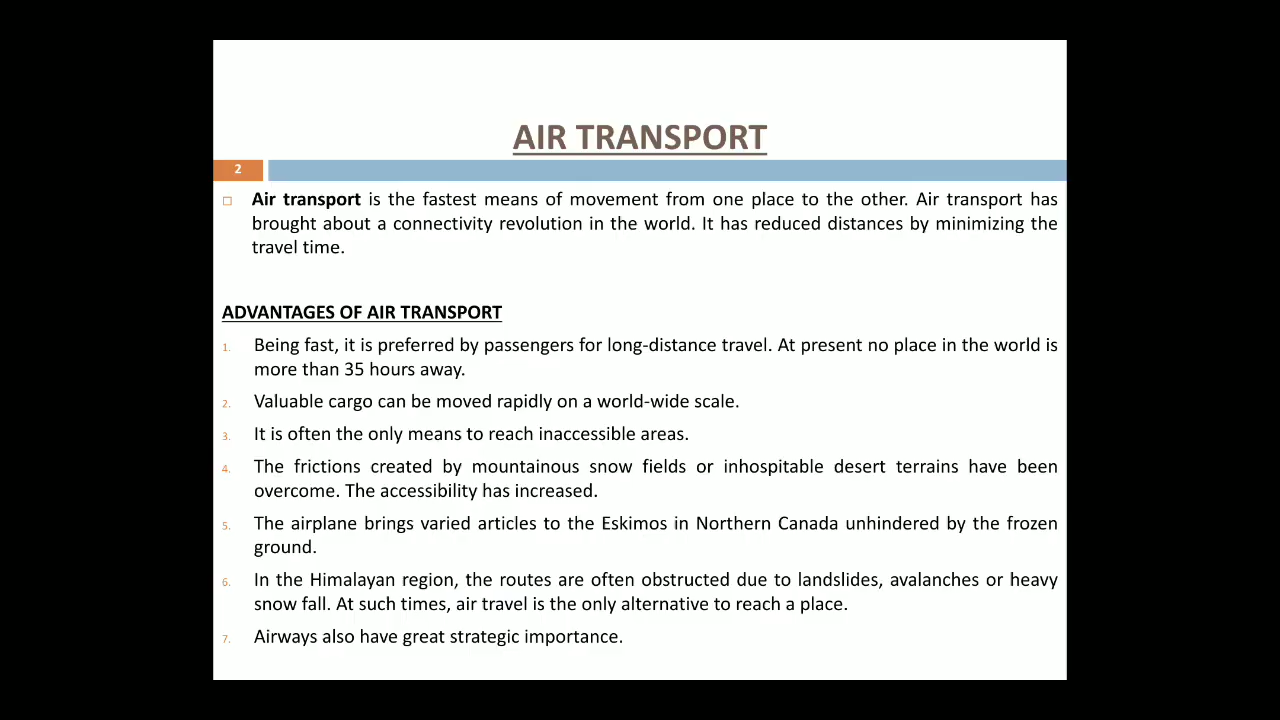 AIR TRANSPORT
2
Air transport is the fastest means of movement from one place to the other. Air transport has
brought about a connectivity revolution in the world. It has reduced distances by minimizing the
travel time.
ADVANTAGES OF AIR TRANSPORT
1. Being fast, it is preferred by passengers for long-distance travel. At present no place in the world is
more than 35 hours away.
2. Valuable cargo can be moved rapidly on a world-wide scale.
3. It is often the only means to reach inaccessible areas.
4. The frictions created by mountainous snow fields or inhospitable desert terrains have been
overcome. The accessibility has increased.
5. The airplane brings varied articles to the Eskimos in Northern Canada unhindered by the frozen
ground.
6. In the Himalayan region, the routes are often obstructed due to landslides, avalanches or heavy
snow fall. At such times, air travel is the only alternative to reach a place.
7. Airways also have great strategic importance.